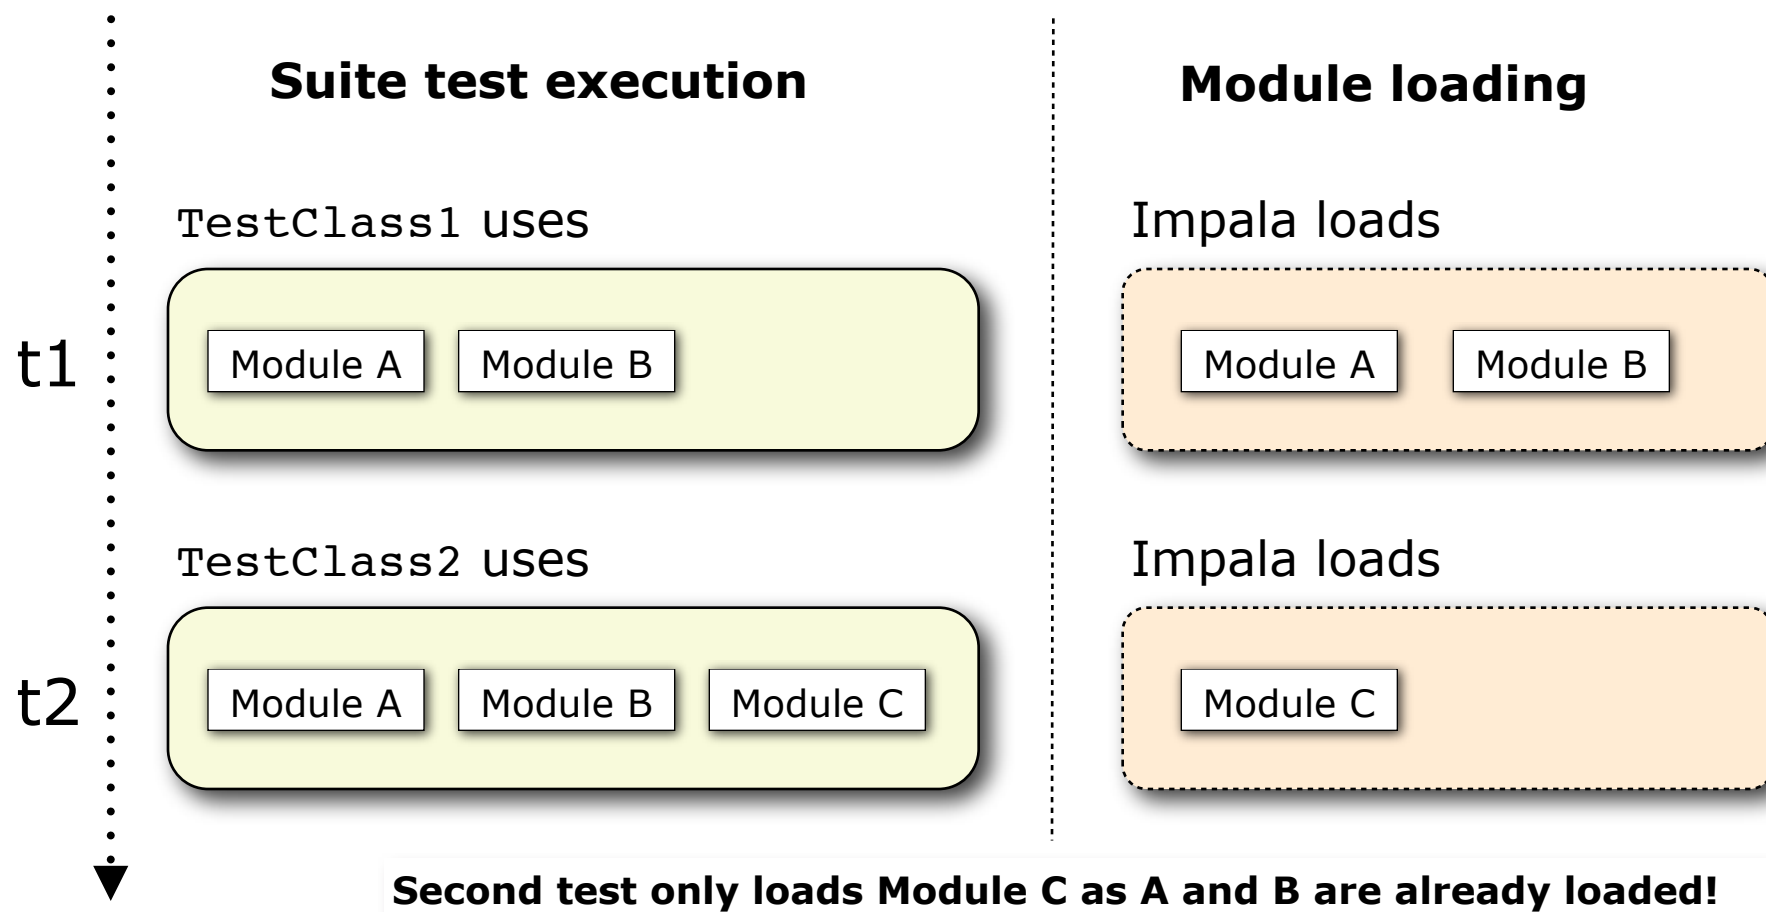 Suite test execution
Module loading
TestClass1 uses
Impala loads
t1
Module A
Module B
Module A
Module B
TestClass2 uses
Impala loads
t2
Module A
Module B
Module C
Module C
Second test only loads Module C as A and B are already loaded!